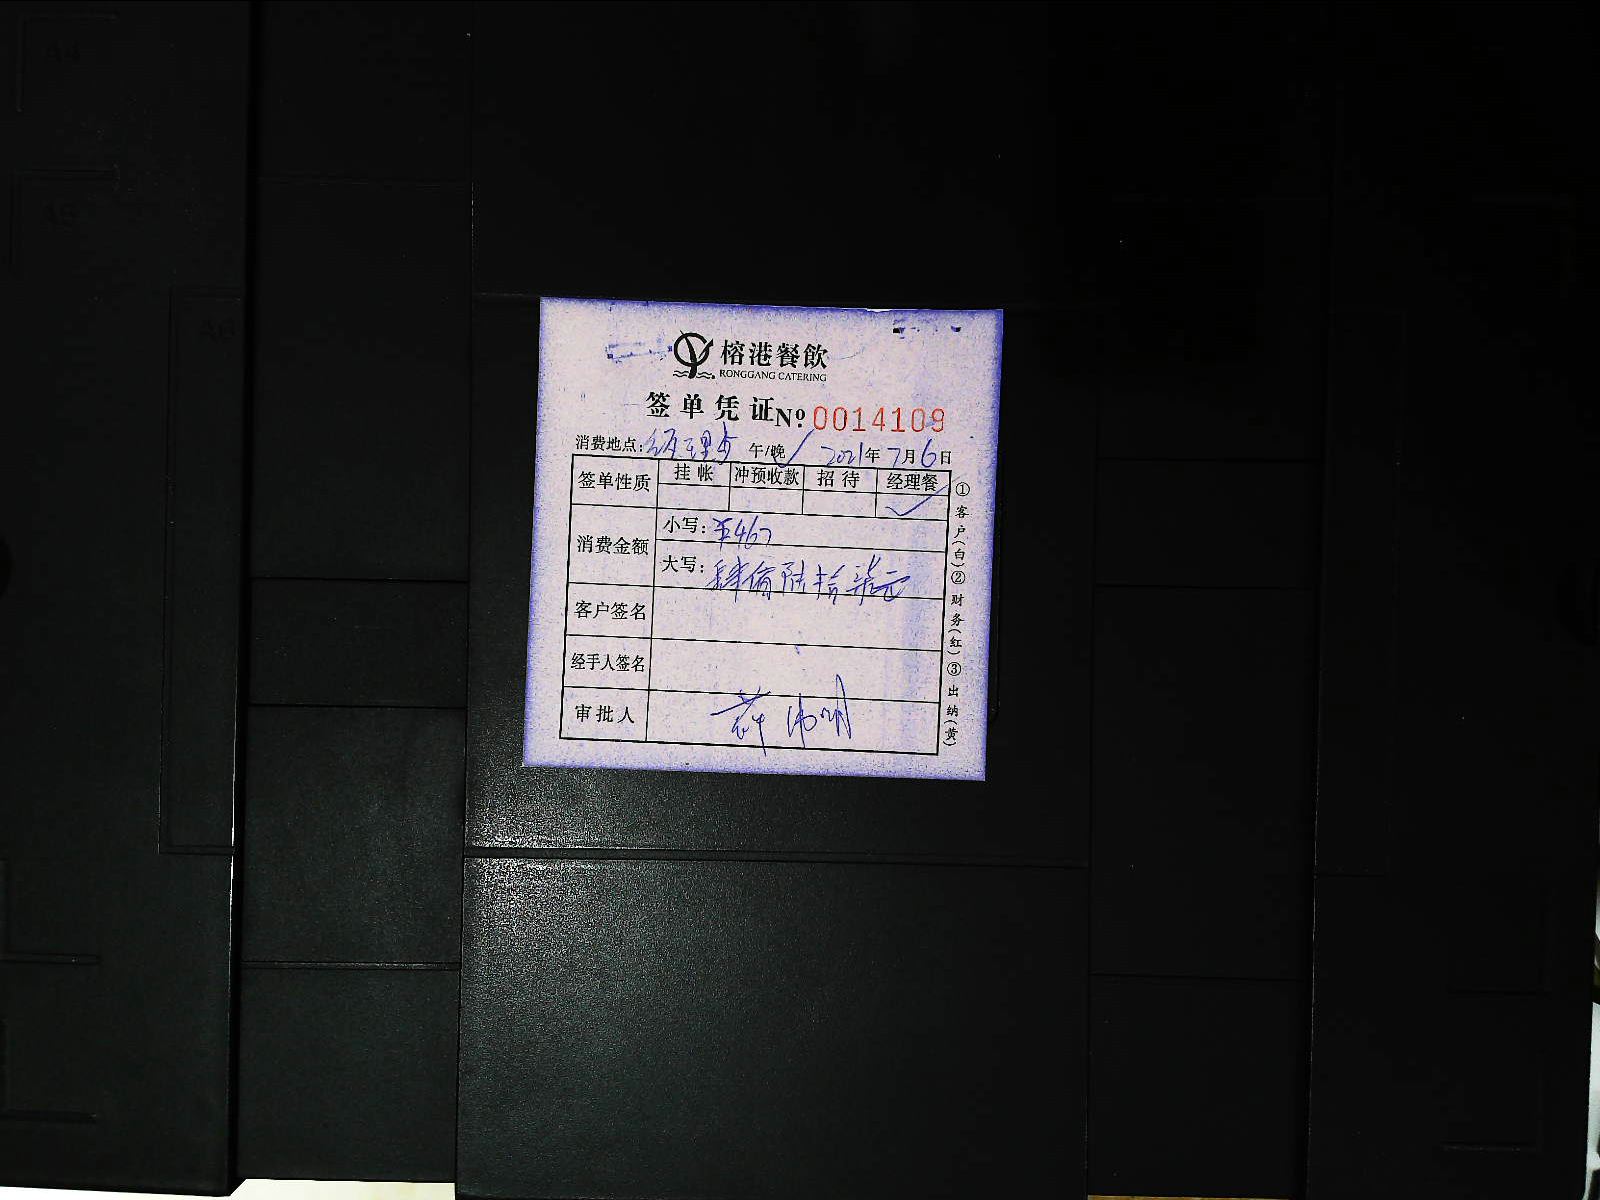 榕港餐飲
RONGGANG CATERING
签单凭证 No. 0014109
消费地点: 经理 午/晚 ✓ 2021年7月6日
签单性质 挂帐 冲预收款 招待 经理餐 ✓
消费金额 小写: ¥467
大写: 肆佰陆拾柒元
客户签名
经手人签名
审批人
①客户(白)②财务(红)③出纳(黄)